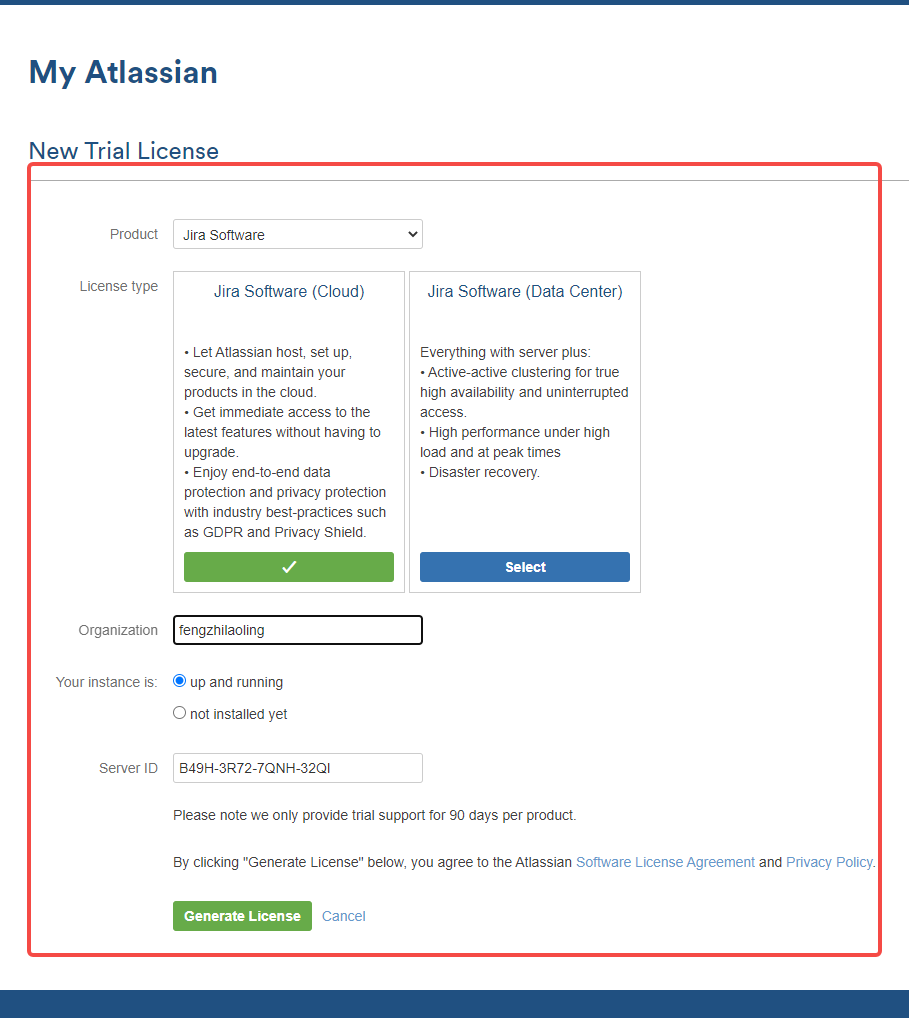 My Atlassian
New Trial License
Product
Jira Software
License type
Jira Software (Cloud)
• Let Atlassian host, set up,
secure, and maintain your
products in the cloud.
• Get immediate access to the
latest features without having to
upgrade.
• Enjoy end-to-end data
protection and privacy protection
with industry best-practices such
as GDPR and Privacy Shield.
Jira Software (Data Center)
Everything with server plus:
• Active-active clustering for true
high availability and uninterrupted
access.
• High performance under high
load and at peak times
• Disaster recovery.
Select
Organization
fengzhilaoling
Your instance is:
up and running
not installed yet
Server ID
B49H-3R72-7QNH-32QI
Please note we only provide trial support for 90 days per product.
By clicking "Generate License" below, you agree to the Atlassian Software License Agreement and Privacy Policy.
Generate License
Cancel